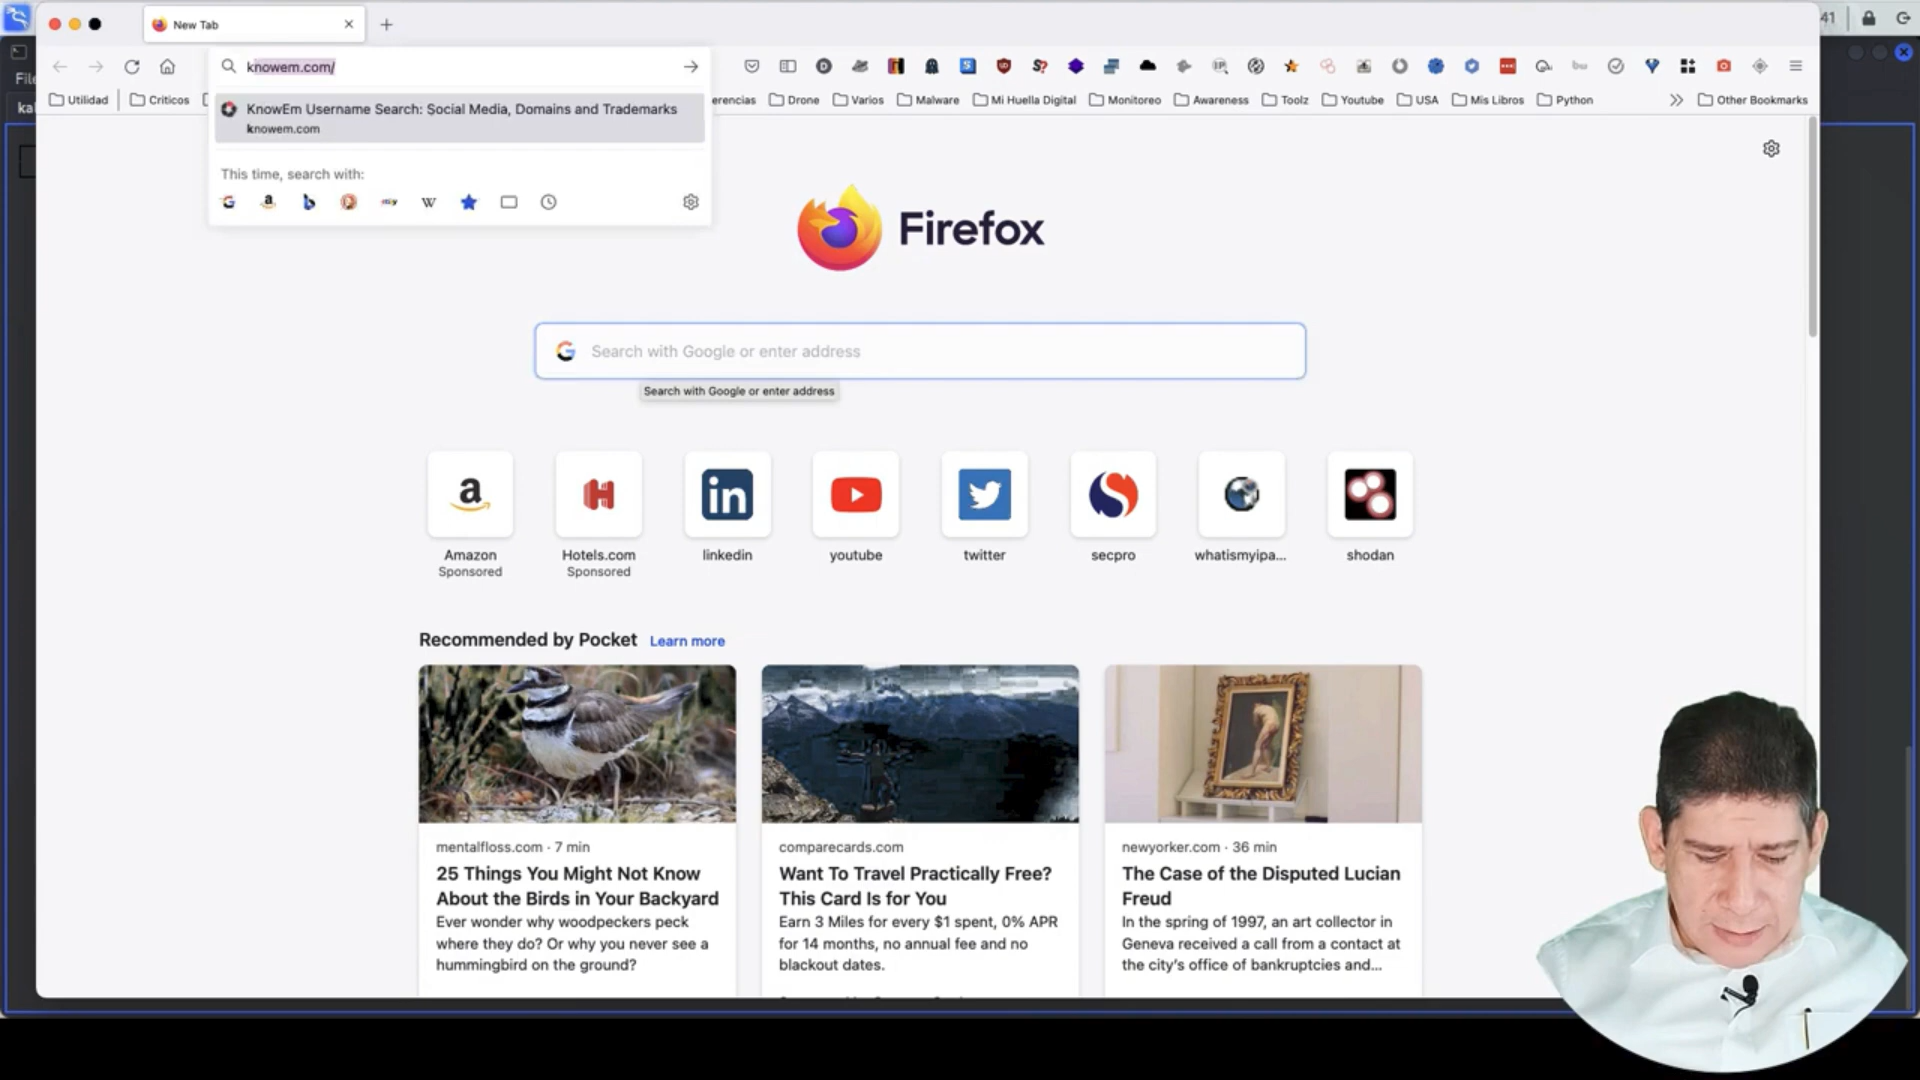 New Tab
41
File
knowem.com/
Utilidad
Criticos
erencias
Drone
Varios
Malware
Mi Huella Digital
Monitoreo
Awareness
Toolz
Youtube
USA
Mis Libros
Python
Other Bookmarks
KnowEm Username Search: Social Media, Domains and Trademarks
knowem.com
This time, search with:
Firefox
Search with Google or enter address
Search with Google or enter address
Amazon
Sponsored
Hotels.com
Sponsored
linkedin
youtube
twitter
secpro
whatismyipa...
shodan
Recommended by Pocket Learn more
mentalfloss.com · 7 min
25 Things You Might Not Know
About the Birds in Your Backyard
Ever wonder why woodpeckers peck
where they do? Or why you never see a
hummingbird on the ground?
comparecards.com
Want To Travel Practically Free?
This Card Is for You
Earn 3 Miles for every $1 spent, 0% APR
for 14 months, no annual fee and no
blackout dates.
newyorker.com · 36 min
The Case of the Disputed Lucian
Freud
In the spring of 1997, an art collector in
Geneva received a call from a contact at
the city's office of bankruptcies and...